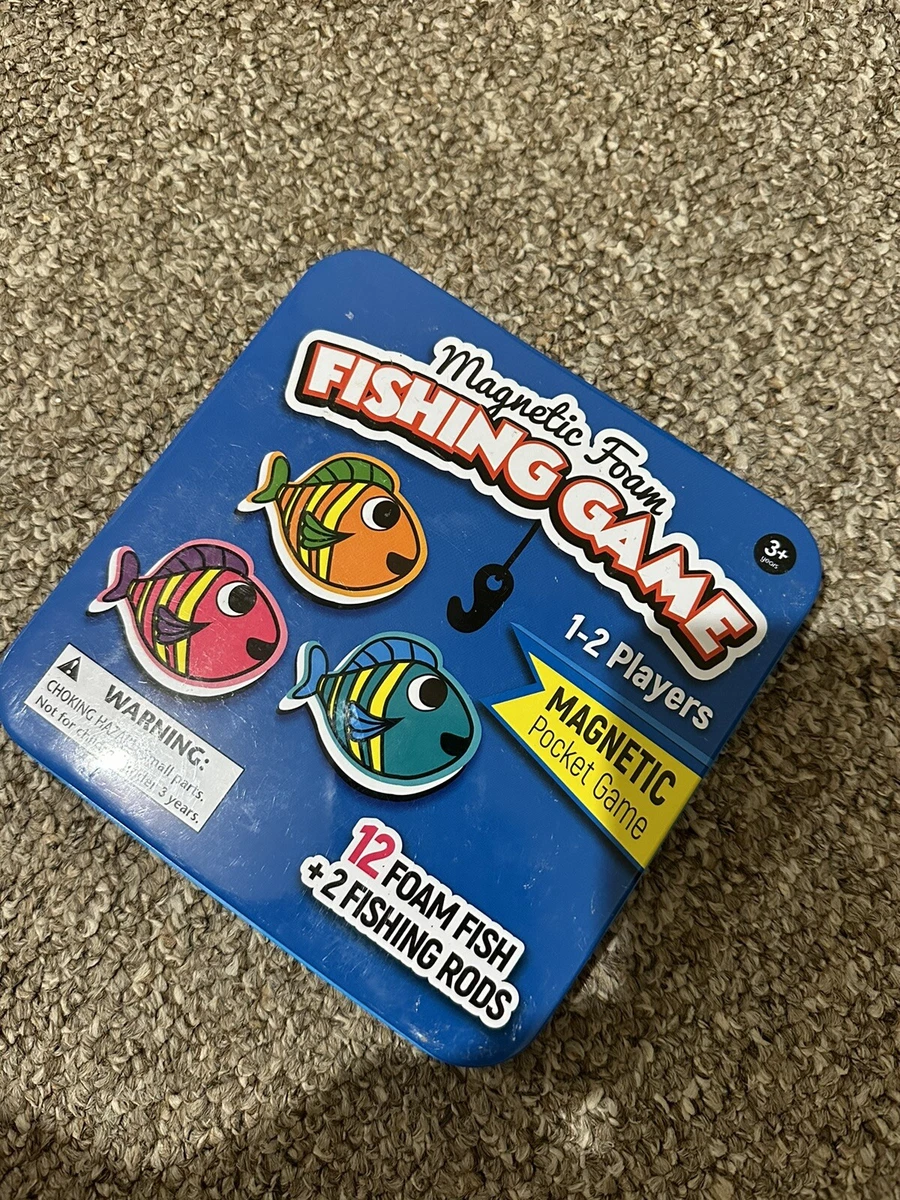 Magnetic Foam
FISHING GAME
3+
years
1-2 Players
MAGNETIC
Pocket Game
WARNING:
CHOKING HAZARD small parts.
Not for under 3 years.
12 FOAM FISH
+ 2 FISHING RODS